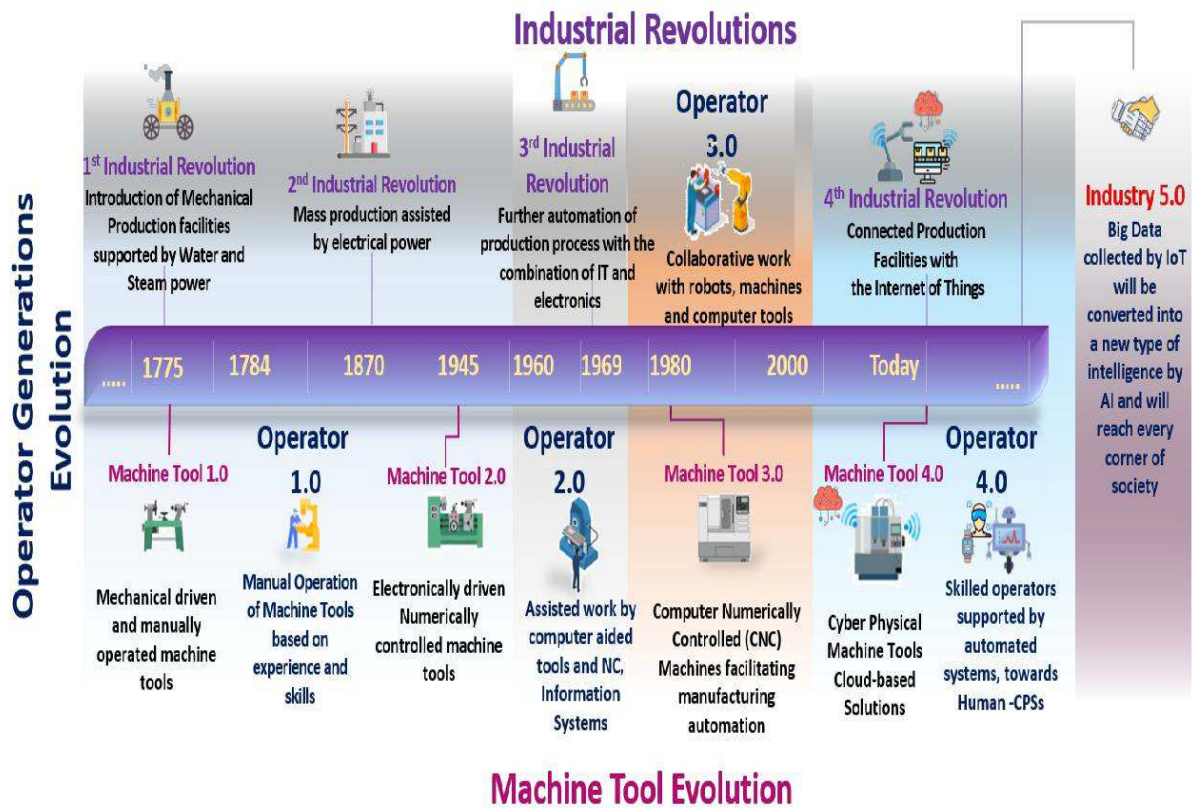 Industrial Revolutions
Operator Generations
Evolution
1st Industrial Revolution
Introduction of Mechanical
Production facilities
supported by Water and
Steam power
2nd Industrial Revolution
Mass production assisted
by electrical power
3rd Industrial
Revolution
Further automation of
production process with the
combination of IT and
electronics
Operator
3.0
Collaborative work
with robots, machines
and computer tools
4th Industrial Revolution
Connected Production
Facilities with
the Internet of Things
Industry 5.0
Big Data
collected by IoT
will be
converted into
a new type of
intelligence by
AI and will
reach every
corner of
society
..... 1775 1784 1870 1945 1960 1969 1980 2000 Today .....
Machine Tool 1.0
Mechanical driven
and manually
operated machine
tools
Operator
1.0
Manual Operation
of Machine Tools
based on
experience and
skills
Machine Tool 2.0
Electronically driven
Numerically
controlled machine
tools
Operator
2.0
Assisted work by
computer aided
tools and NC,
Information
Systems
Machine Tool 3.0
Computer Numerically
Controlled (CNC)
Machines facilitating
manufacturing
automation
Machine Tool 4.0
Cyber Physical
Machine Tools
Cloud-based
Solutions
Operator
4.0
Skilled operators
supported by
automated
systems, towards
Human -CPSs
Machine Tool Evolution